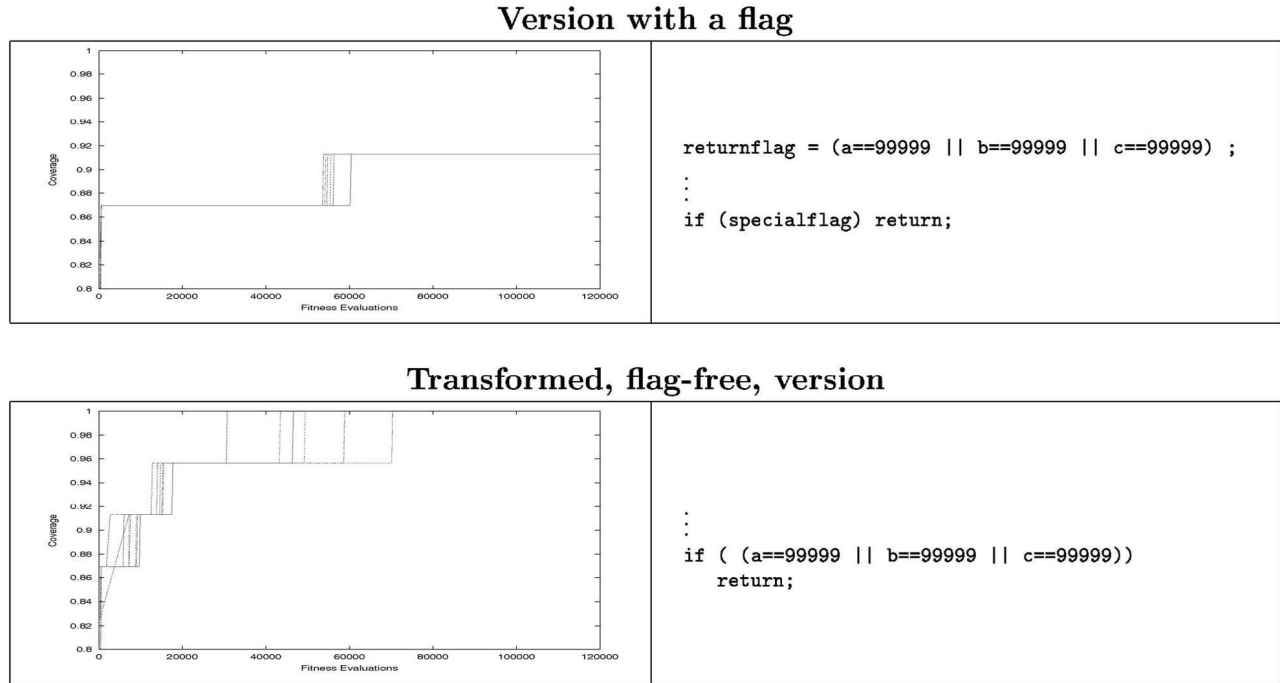 Version with a flag
1
0.98
0.96
0.94
0.92
0.9
0.88
0.86
0.84
0.82
0.8
Coverage
0 20000 40000 60000 80000 100000 120000
Fitness Evaluations
returnflag = (a==99999 || b==99999 || c==99999) ;
.
.
.
if (specialflag) return;
Transformed, flag-free, version
1
0.98
0.96
0.94
0.92
0.9
0.88
0.86
0.84
0.82
0.8
Coverage
0 20000 40000 60000 80000 100000 120000
Fitness Evaluations
.
.
.
if ( (a==99999 || b==99999 || c==99999))
return;